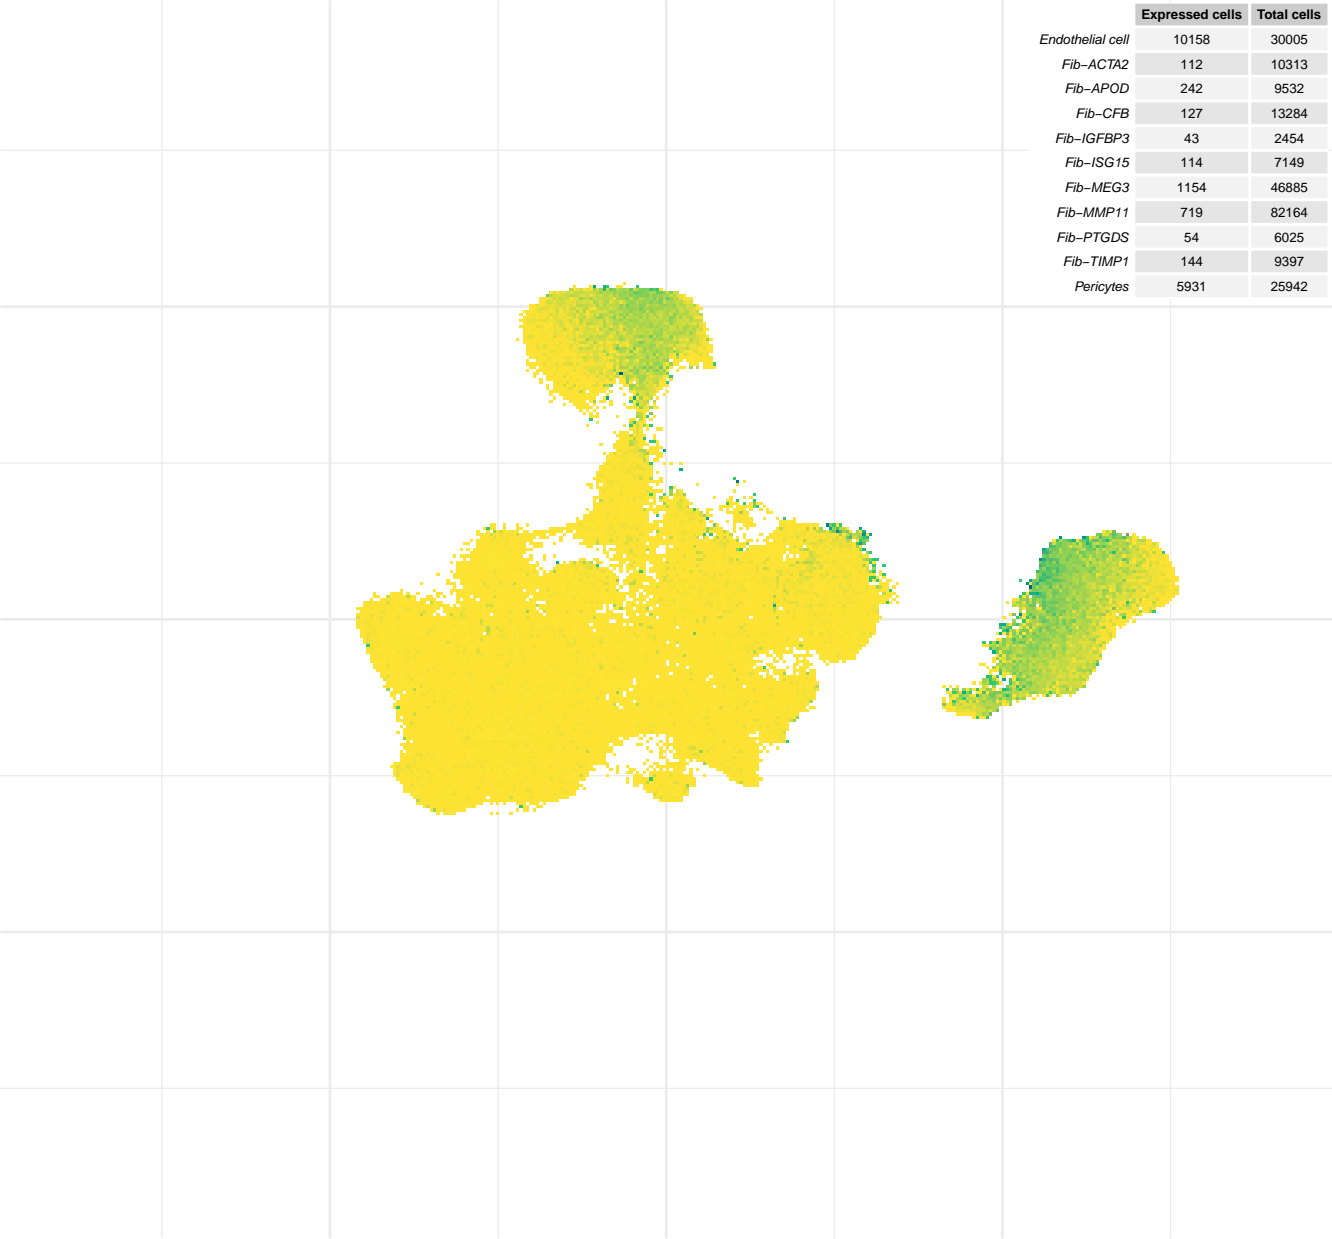 Expressed cells Total cells
Endothelial cell 10158 30005
Fib−ACTA2 112 10313
Fib−APOD 242 9532
Fib−CFB 127 13284
Fib−IGFBP3 43 2454
Fib−ISG15 114 7149
Fib−MEG3 1154 46885
Fib−MMP11 719 82164
Fib−PTGDS 54 6025
Fib−TIMP1 144 9397
Pericytes 5931 25942